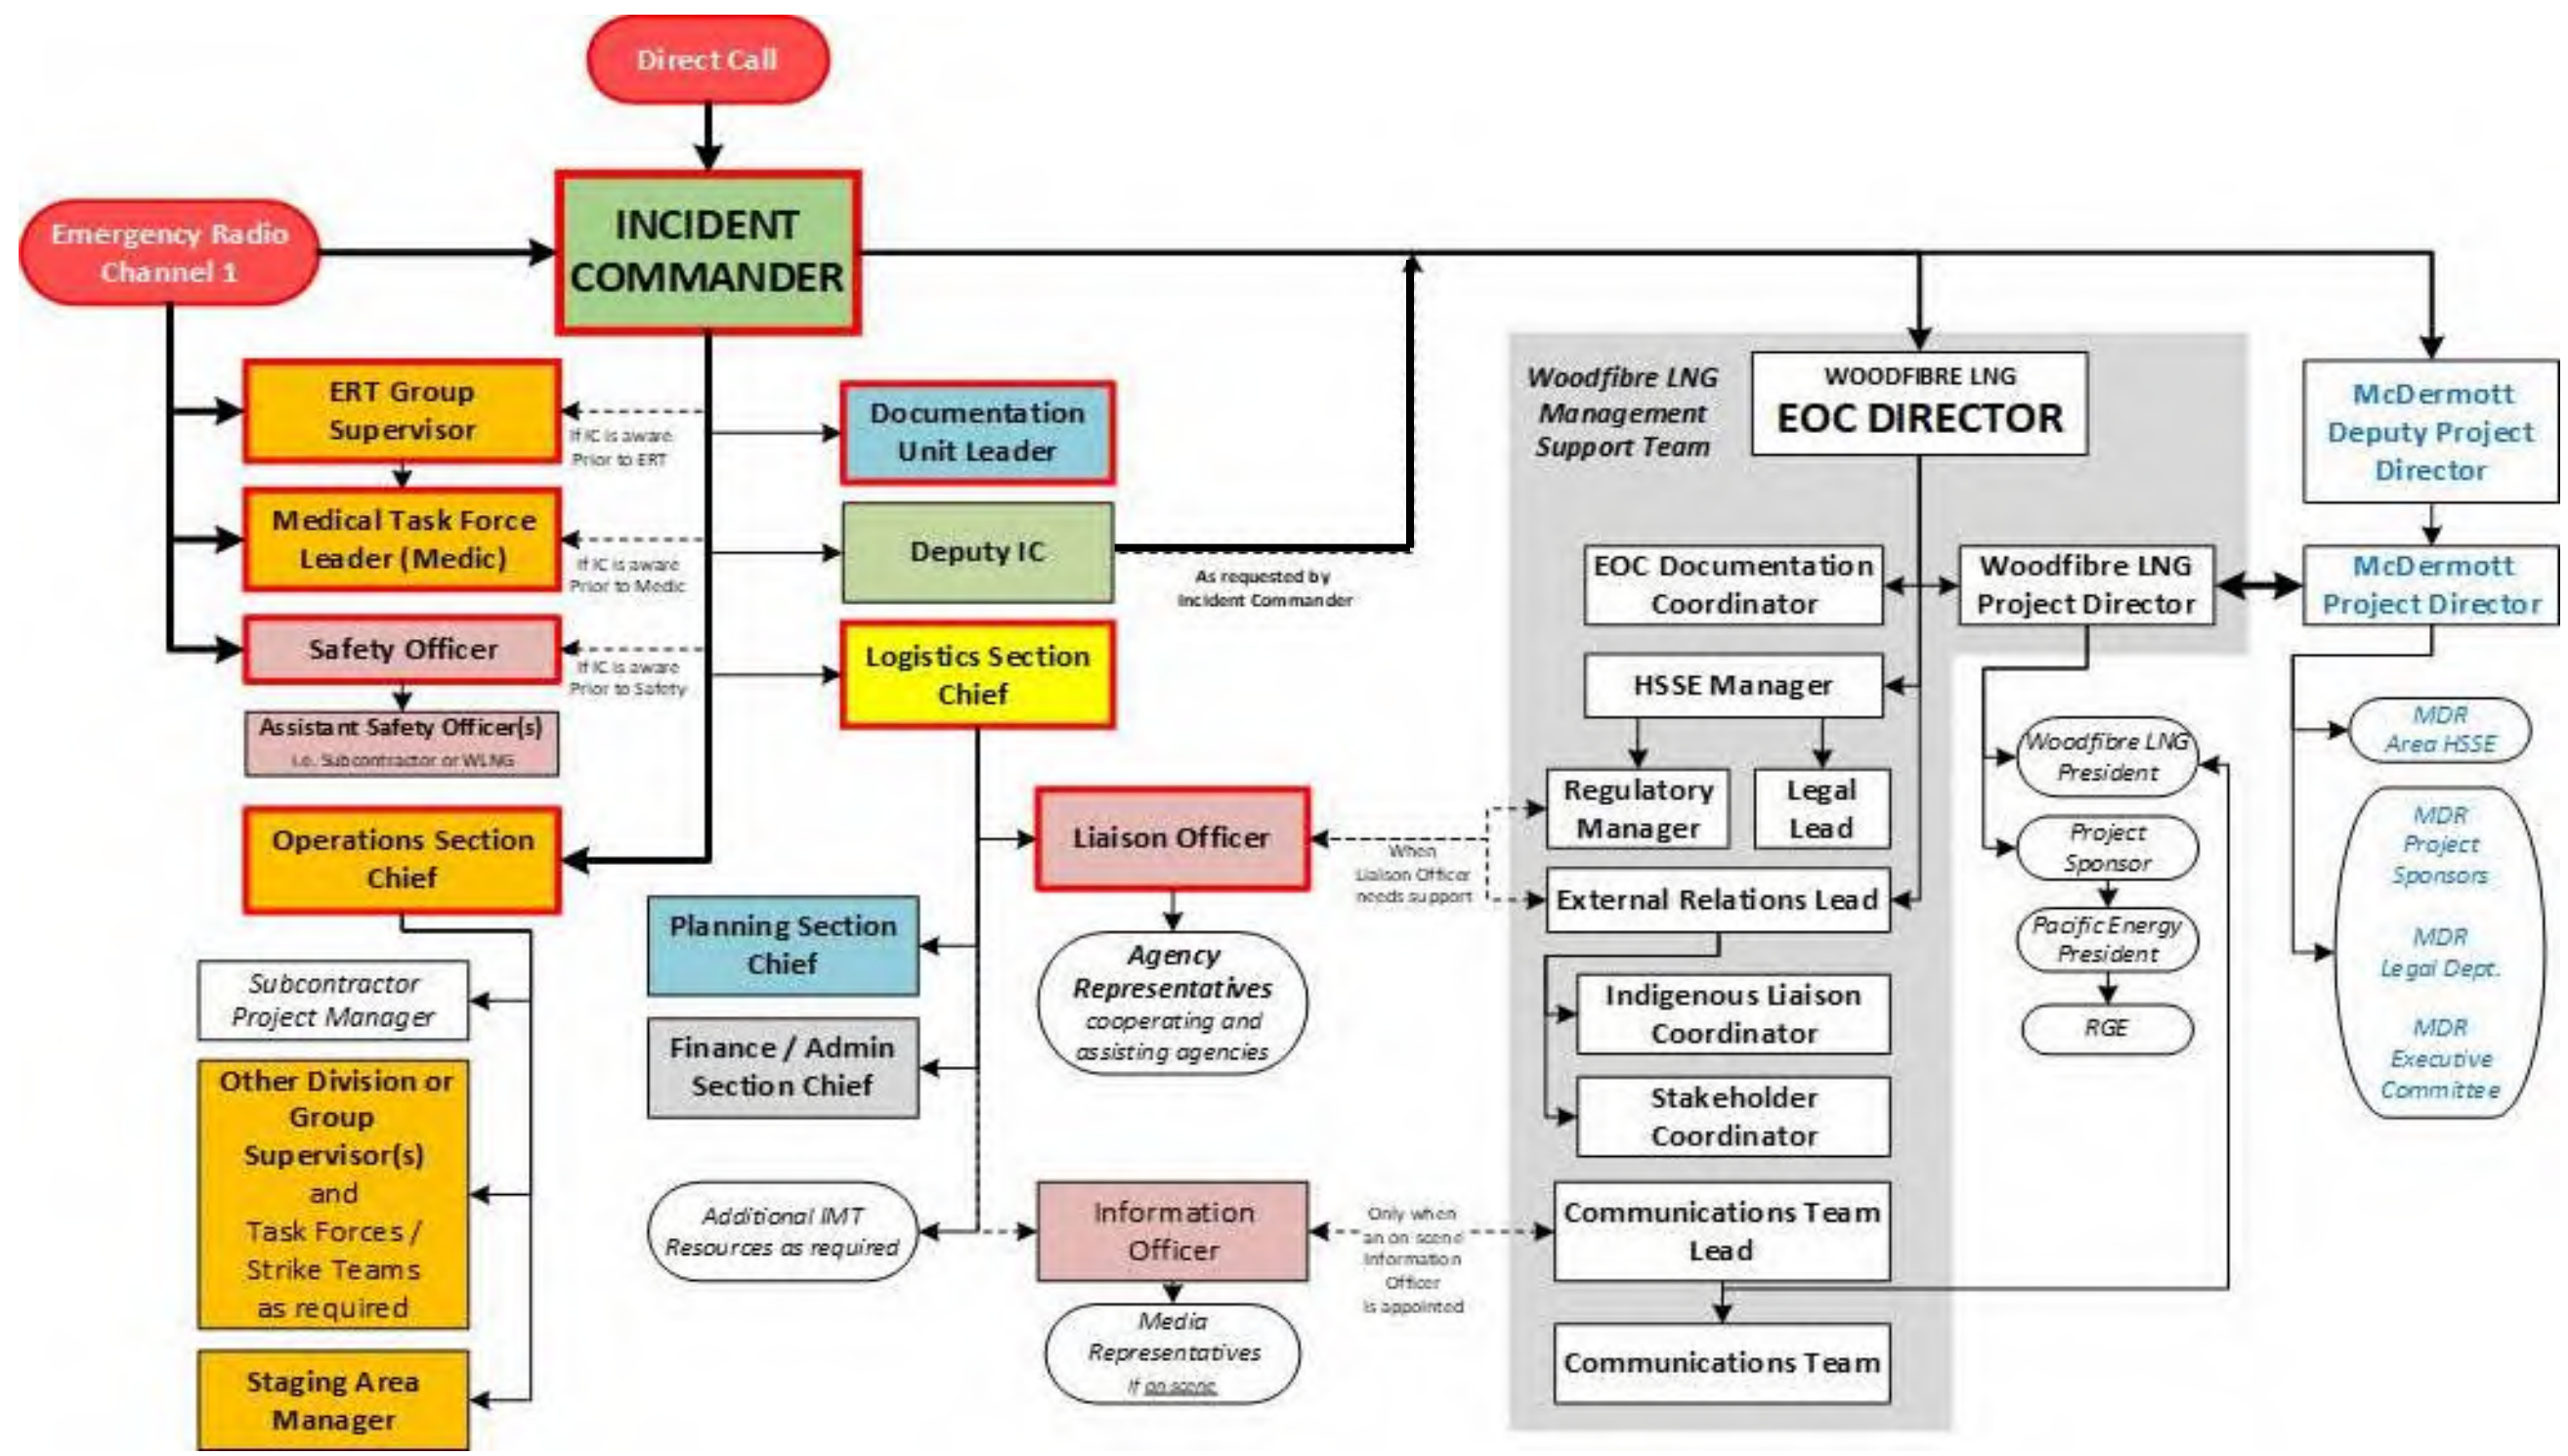 Direct Call
INCIDENT
COMMANDER
Emergency Radio
Channel 1
ERT Group
Supervisor
If IC is aware
Prior to ERT
Medical Task Force
Leader (Medic)
If IC is aware
Prior to Medic
Safety Officer
If IC is aware
Prior to Safety
Assistant Safety Officer(s)
i.e. Subcontractor or WLNG
Operations Section
Chief
Subcontractor
Project Manager
Other Division or
Group
Supervisor(s)
and
Task Forces /
Strike Teams
as required
Staging Area
Manager
Documentation
Unit Leader
Deputy IC
As requested by
Incident Commander
Logistics Section
Chief
Liaison Officer
When
Liaison Officer
needs support
Agency
Representatives
cooperating and
assisting agencies
Planning Section
Chief
Finance / Admin
Section Chief
Additional IMT
Resources as required
Information
Officer
Only when
an on scene
Information
Officer
is appointed
Media
Representatives
If on scene
Woodfibre LNG
Management
Support Team
WOODFIBRE LNG
EOC DIRECTOR
EOC Documentation
Coordinator
Woodfibre LNG
Project Director
HSSE Manager
Regulatory
Manager
Legal
Lead
External Relations Lead
Indigenous Liaison
Coordinator
Stakeholder
Coordinator
Communications Team
Lead
Communications Team
Woodfibre LNG
President
Project
Sponsor
Pacific Energy
President
RGE
McDermott
Deputy Project
Director
McDermott
Project Director
MDR
Area HSSE
MDR
Project
Sponsors
MDR
Legal Dept.
MDR
Executive
Committee